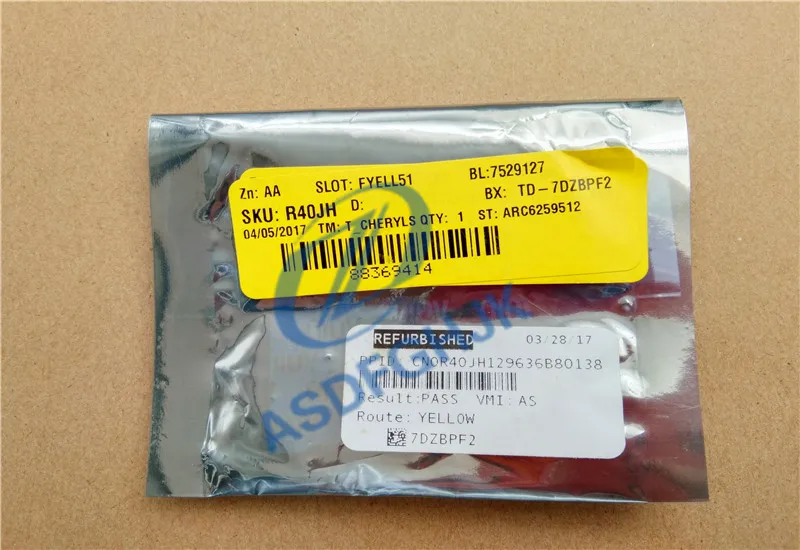 Zn: AA SLOT: FYELL51 BL:7529127
SKU: R40JH D: BX: TD-7DZBPF2
04/05/2017 TM: T_CHERYLS QTY: 1 ST: ARC6259512
88369414
REFURBISHED 03/28/17
PPID CN0R40JH129636B80138
Result:PASS VMI:AS
Route: YELLOW
7DZBPF2